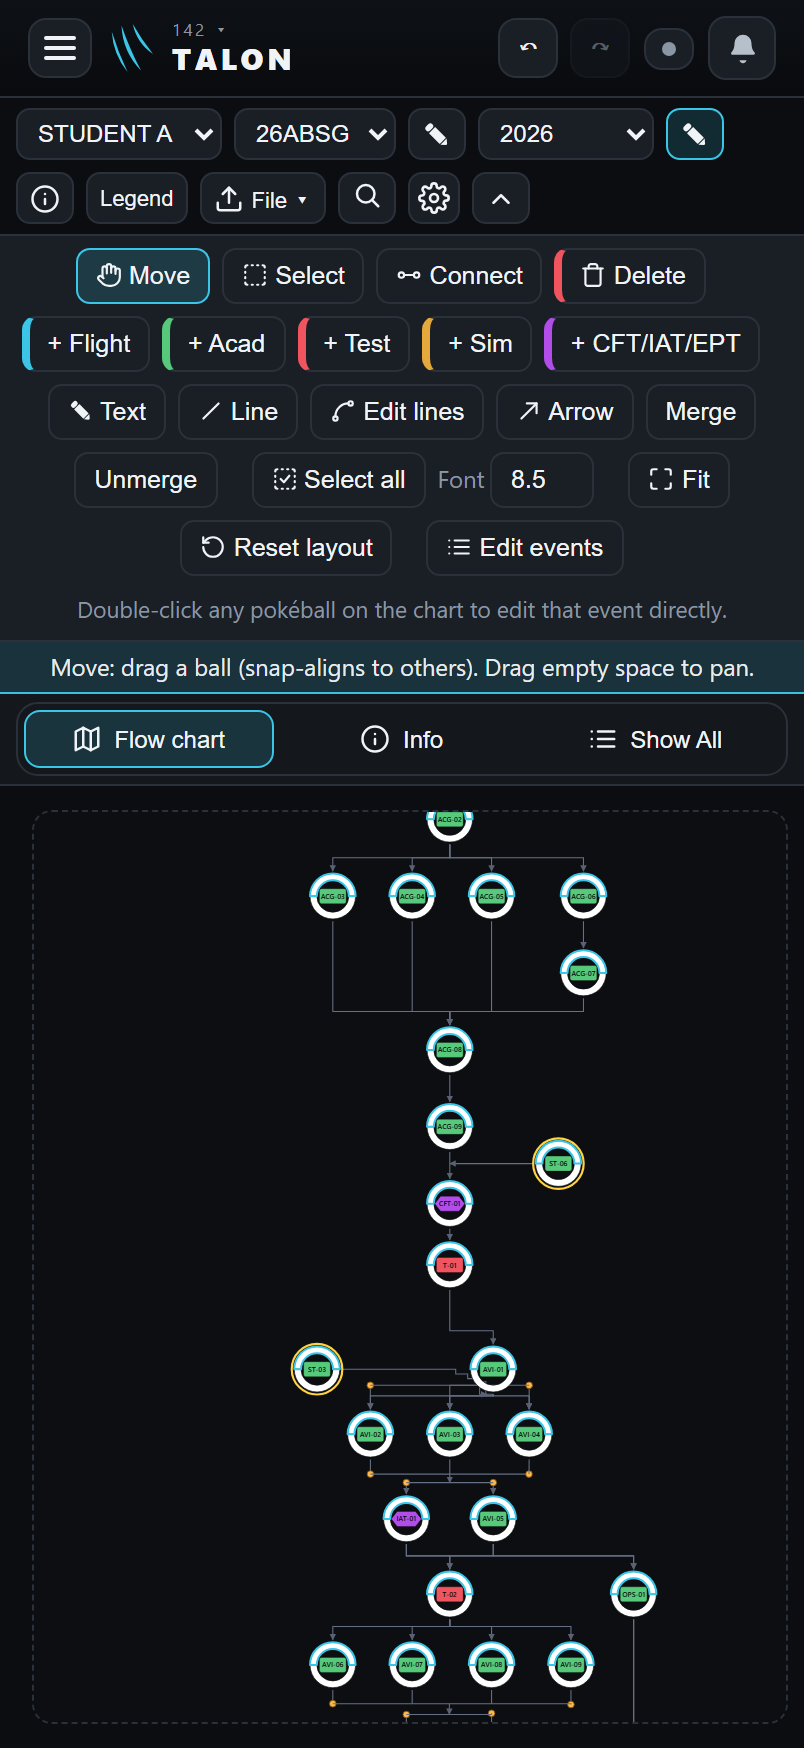 142
TALON
STUDENT A
26ABSG
2026
Legend
File
Move
Select
Connect
Delete
+ Flight
+ Acad
+ Test
+ Sim
+ CFT/IAT/EPT
Text
Line
Edit lines
Arrow
Merge
Unmerge
Select all
Font
8.5
Fit
Reset layout
Edit events
Double-click any pokéball on the chart to edit that event directly.
Move: drag a ball (snap-aligns to others). Drag empty space to pan.
Flow chart
Info
Show All
ACG-02
ACG-03
ACG-04
ACG-05
ACG-06
ACG-07
ACG-08
ACG-09
ST-06
CFT-01
T-01
ST-03
AVI-01
AVI-02
AVI-03
AVI-04
IAT-01
AVI-05
T-02
OPS-01
AVI-06
AVI-07
AVI-08
AVI-09